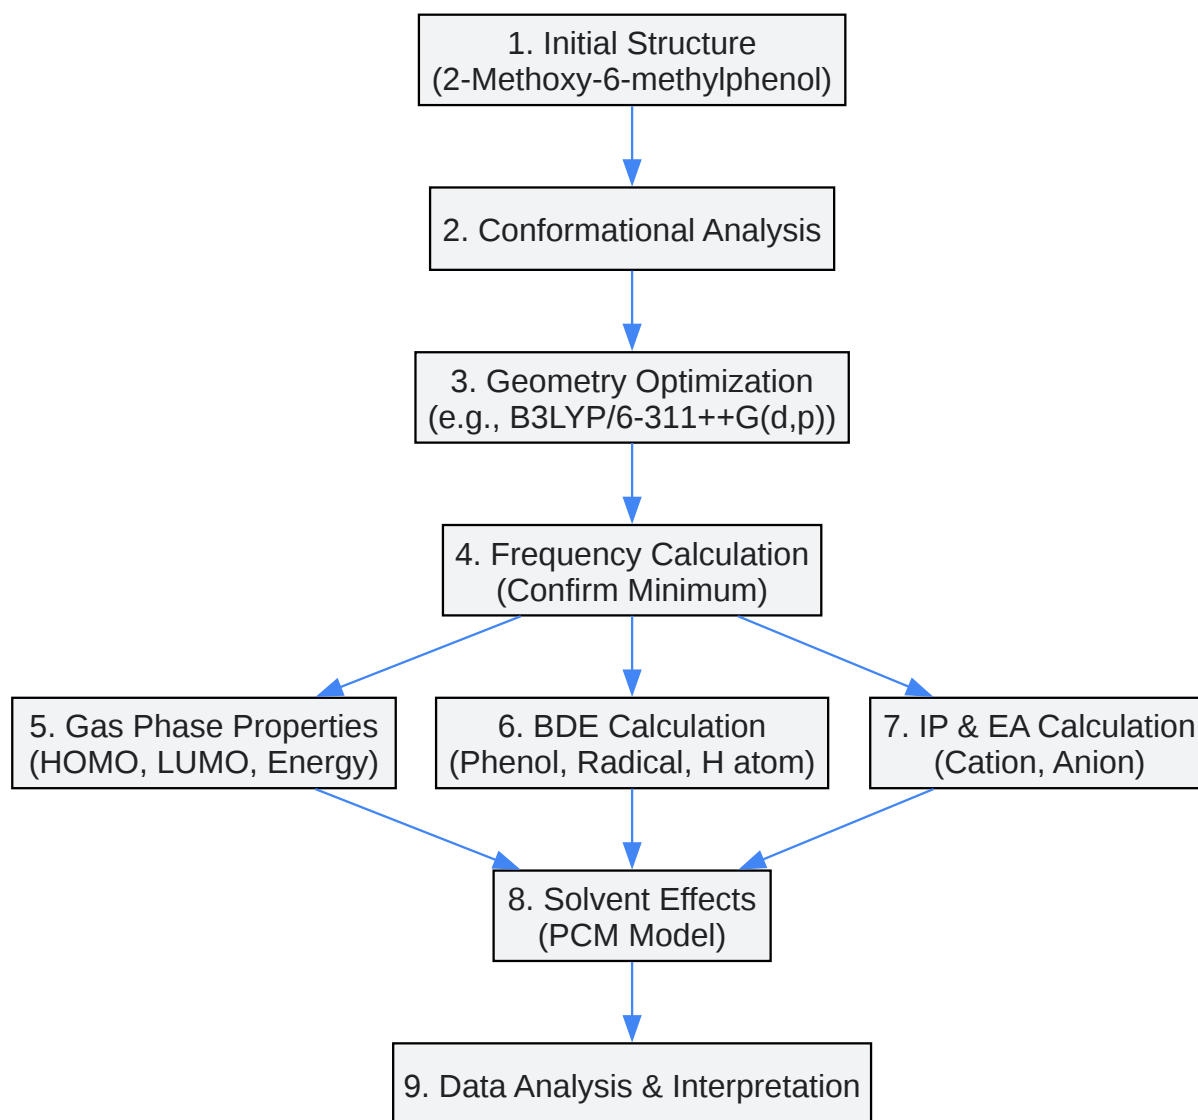 1. Initial Structure
(2-Methoxy-6-methylphenol)
2. Conformational Analysis
3. Geometry Optimization
(e.g., B3LYP/6-311++G(d,p))
4. Frequency Calculation
(Confirm Minimum)
5. Gas Phase Properties
(HOMO, LUMO, Energy)
6. BDE Calculation
(Phenol, Radical, H atom)
7. IP & EA Calculation
(Cation, Anion)
8. Solvent Effects
(PCM Model)
9. Data Analysis & Interpretation